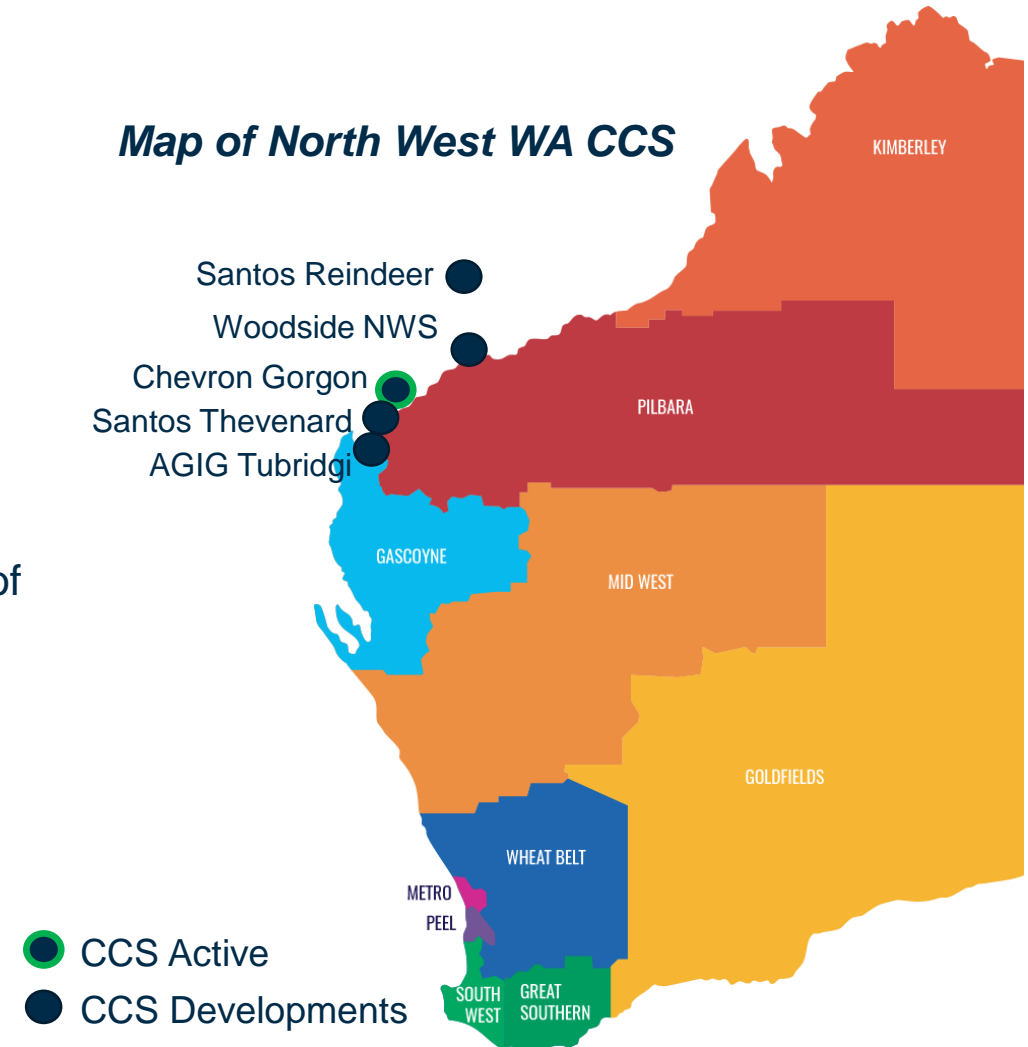 Map of North West WA CCS
KIMBERLEY
Santos Reindeer
Woodside NWS
Chevron Gorgon
Santos Thevenard
AGIG Tubridgi
PILBARA
GASCOYNE
of
MID WEST
GOLDFIELDS
WHEAT BELT
METRO
PEEL
CCS Active
CCS Developments
SOUTH
WEST
GREAT
SOUTHERN